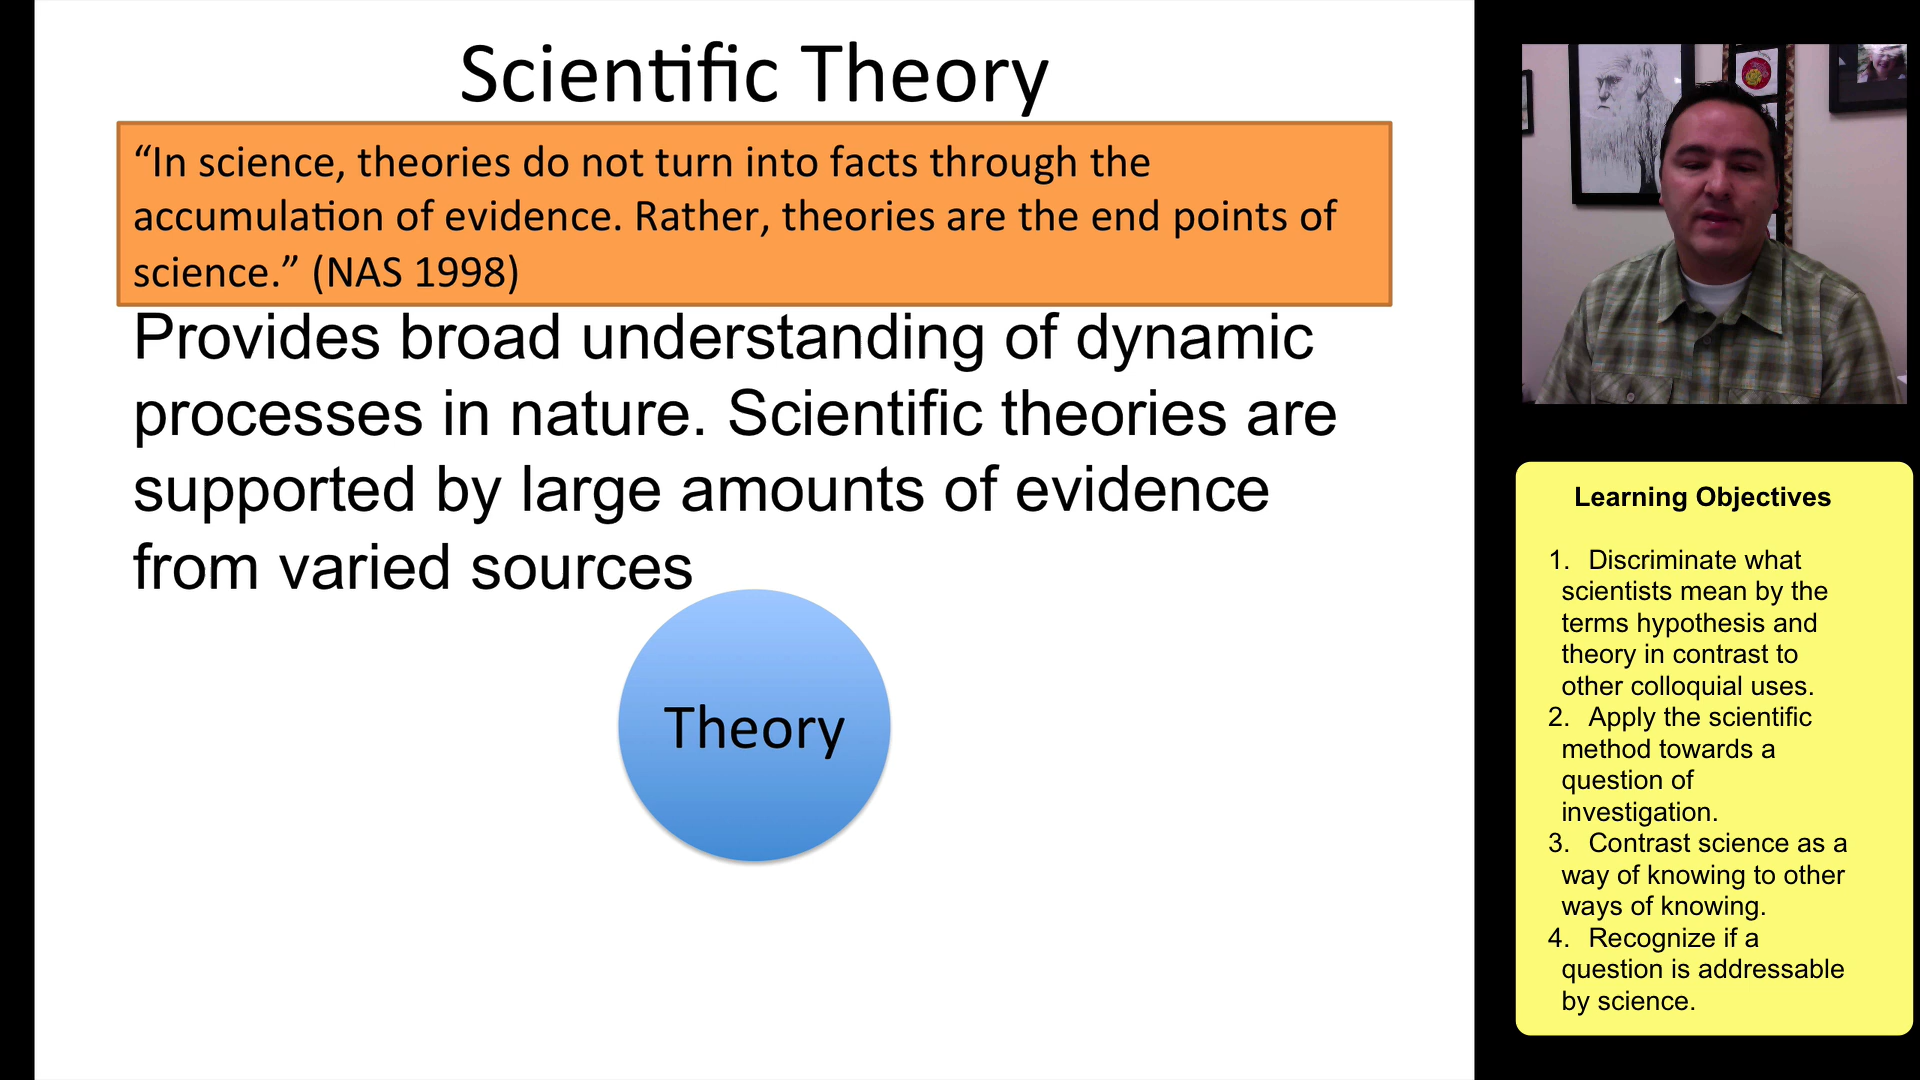 Scientific Theory
“In science, theories do not turn into facts through the
accumulation of evidence. Rather, theories are the end points of
science.” (NAS 1998)
Provides broad understanding of dynamic
processes in nature. Scientific theories are
supported by large amounts of evidence
from varied sources
Theory
Learning Objectives
1. Discriminate what
scientists mean by the
terms hypothesis and
theory in contrast to
other colloquial uses.
2. Apply the scientific
method towards a
question of
investigation.
3. Contrast science as a
way of knowing to other
ways of knowing.
4. Recognize if a
question is addressable
by science.